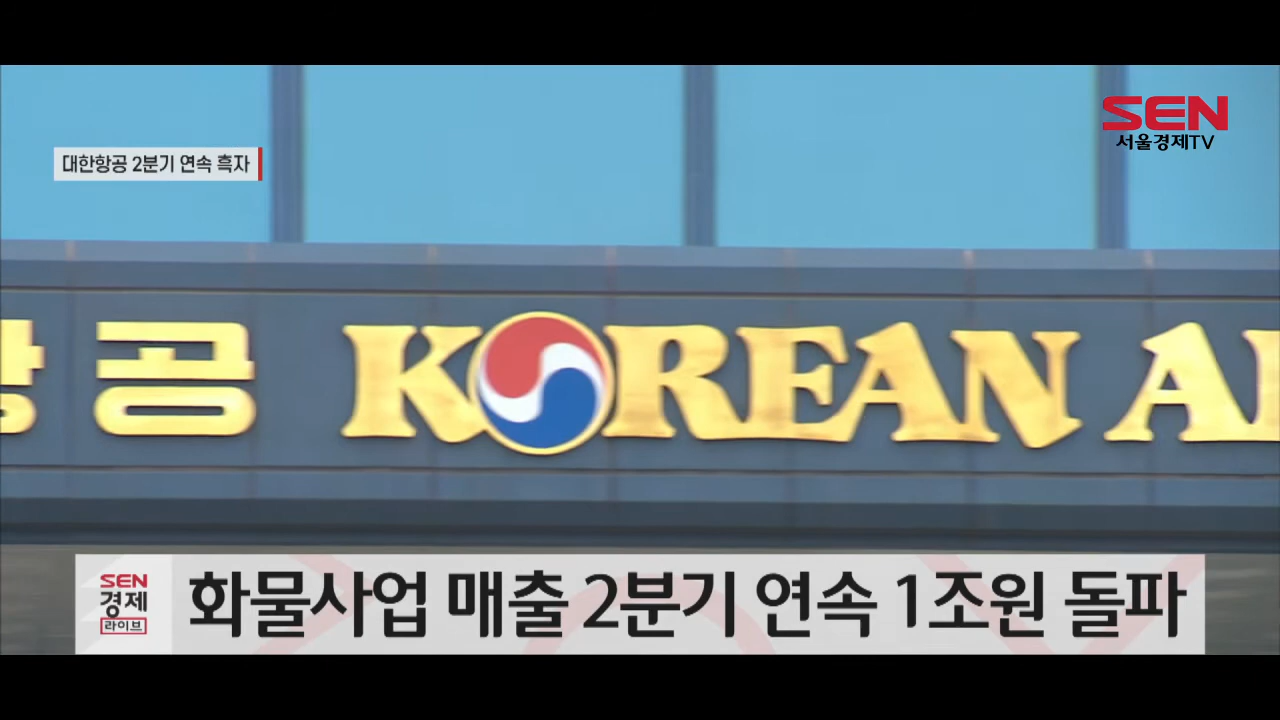 SEN
서울경제TV
대한항공 2분기 연속 흑자
항공 KOREAN AI
SEN
경제
라이브
화물사업 매출 2분기 연속 1조원 돌파